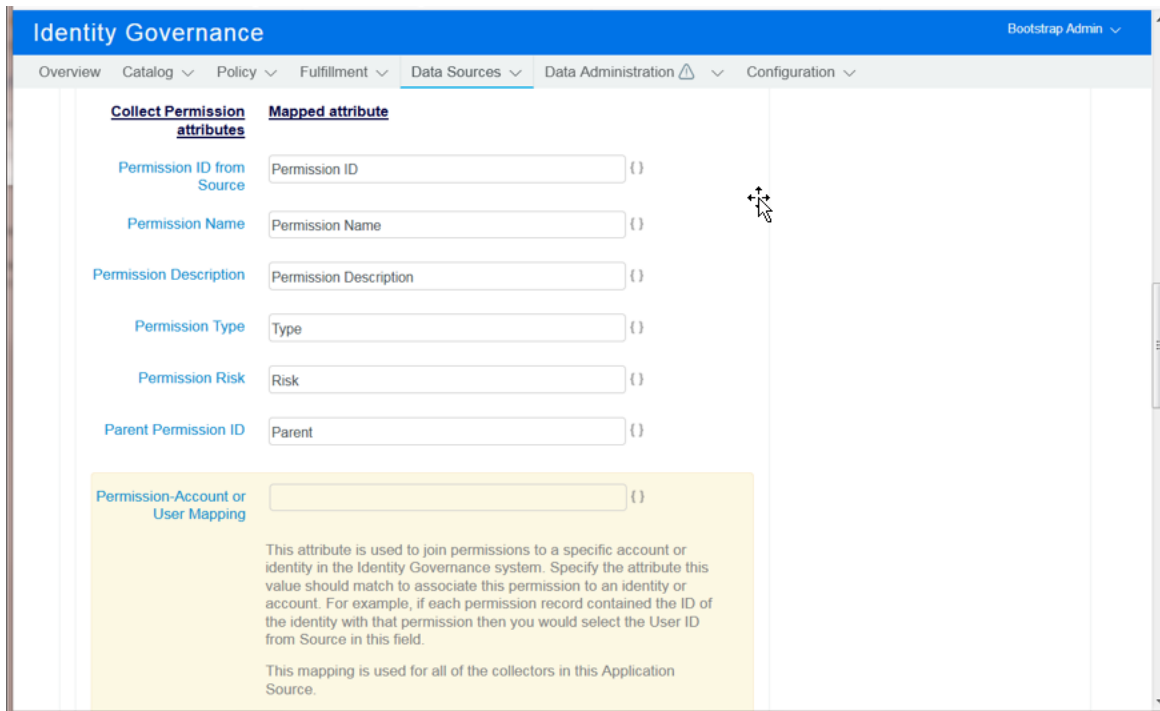 Identity Governance
Bootstrap Admin
Overview Catalog Policy Fulfillment Data Sources Data Administration Configuration
Collect Permission Mapped attribute
attributes
Permission ID from
Source
Permission ID { }
Permission Name Permission Name { }
Permission Description Permission Description { }
Permission Type Type { }
Permission Risk Risk { }
Parent Permission ID Parent { }
Permission-Account or
User Mapping
{ }
This attribute is used to join permissions to a specific account or
identity in the Identity Governance system. Specify the attribute this
value should match to associate this permission to an identity or
account. For example, if each permission record contained the ID of
the identity with that permission then you would select the User ID
from Source in this field.
This mapping is used for all of the collectors in this Application
Source.